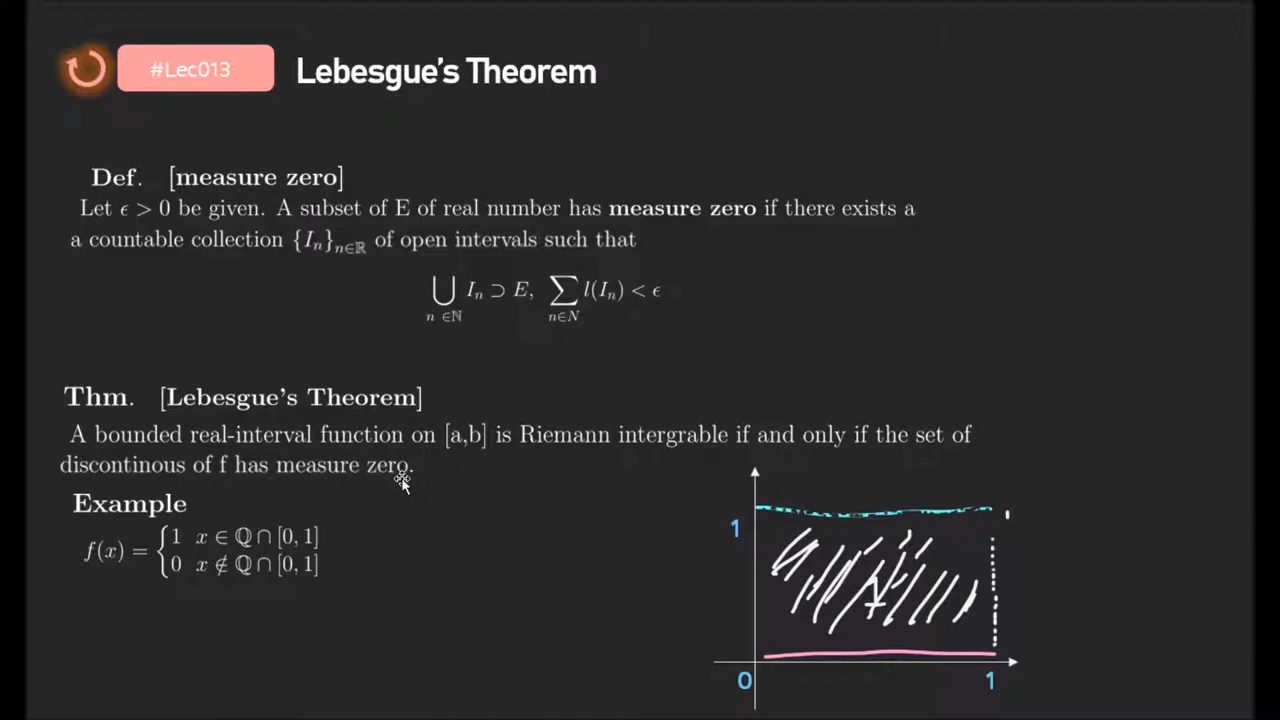 #Lec013 Lebesgue's Theorem
Def. [measure zero]
Let ϵ > 0 be given. A subset of E of real number has measure zero if there exists a
a countable collection {Iₙ}ₙ∈ℝ of open intervals such that
⋃ₙ ∈ℕ Iₙ ⊃ E, ∑ₙ∈N l(Iₙ) < ϵ
Thm. [Lebesgue's Theorem]
A bounded real-interval function on [a,b] is Riemann intergrable if and only if the set of
discontinous of f has measure zero.
Example
f(x) = {1 x ∈ ℚ ∩ [0, 1]
0 x ∉ ℚ ∩ [0, 1]
1
0 1